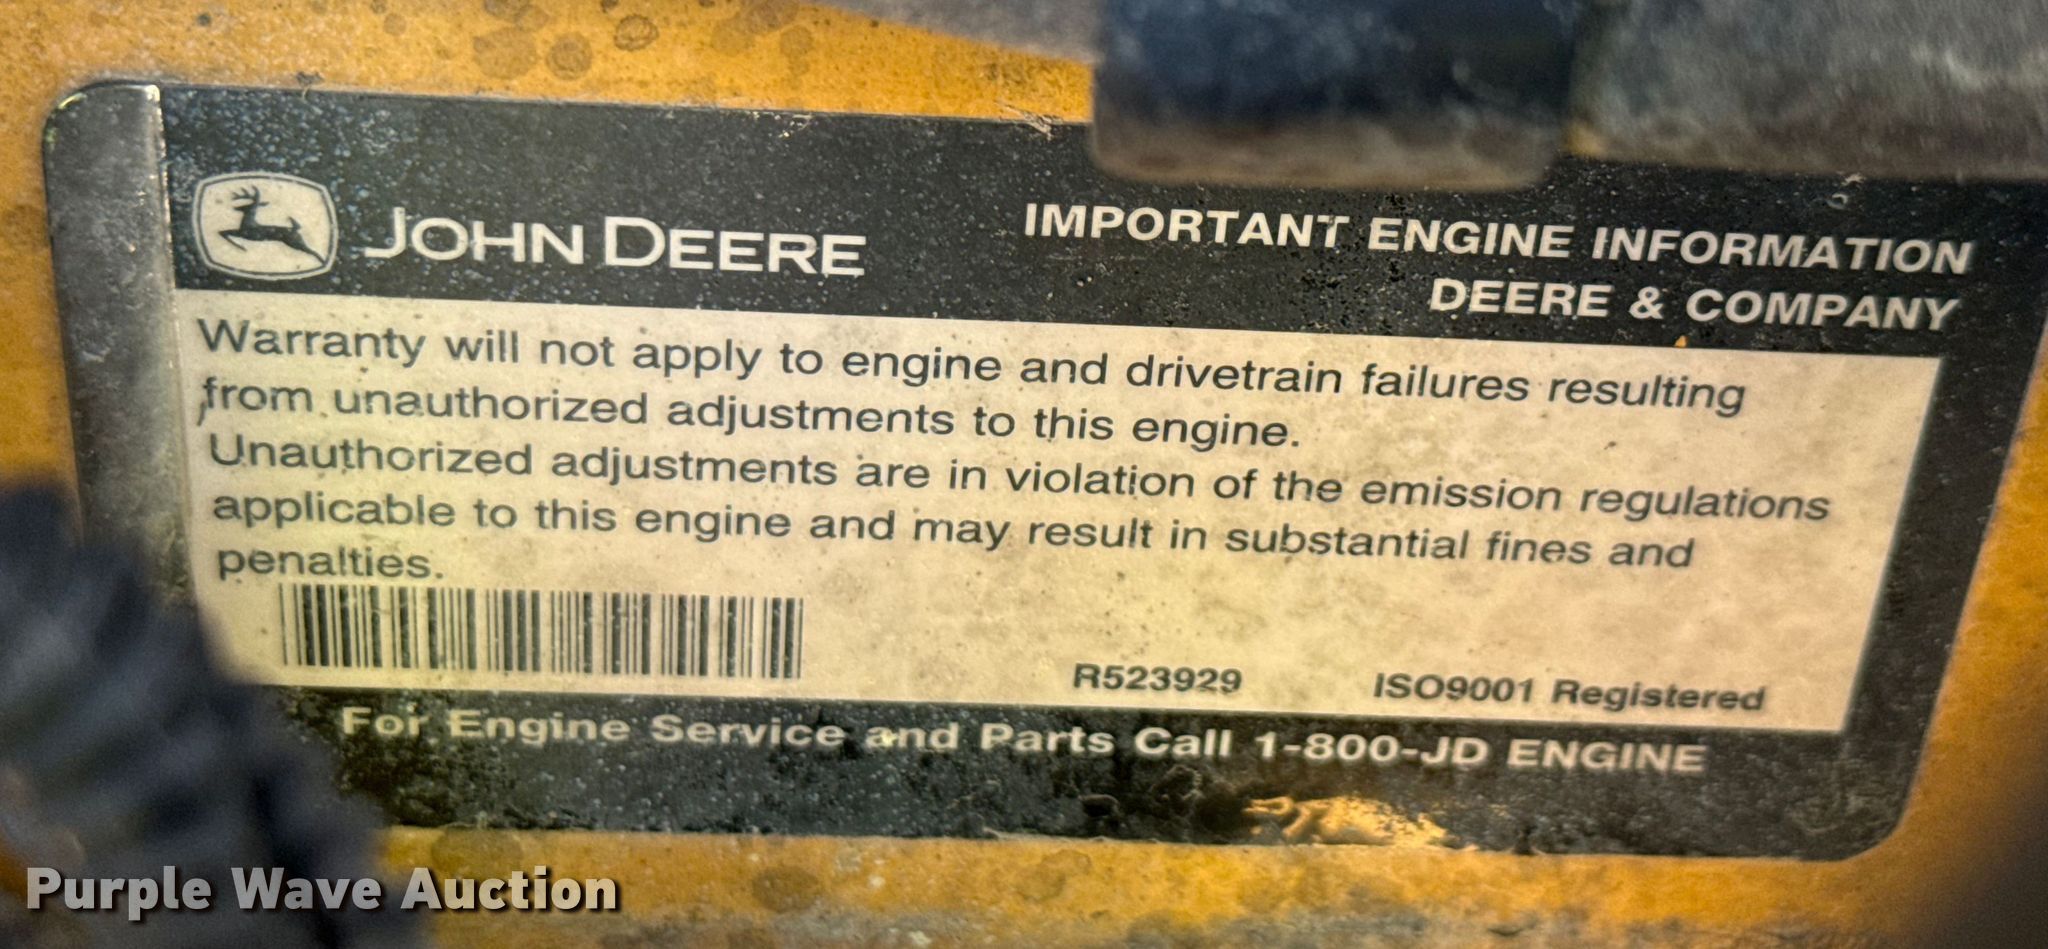 JOHN DEERE
IMPORTANT ENGINE INFORMATION
DEERE & COMPANY
Warranty will not apply to engine and drivetrain failures resulting
from unauthorized adjustments to this engine.
Unauthorized adjustments are in violation of the emission regulations
applicable to this engine and may result in substantial fines and
penalties.
R523929 ISO9001 Registered
For Engine Service and Parts Call 1-800-JD ENGINE
Purple Wave Auction